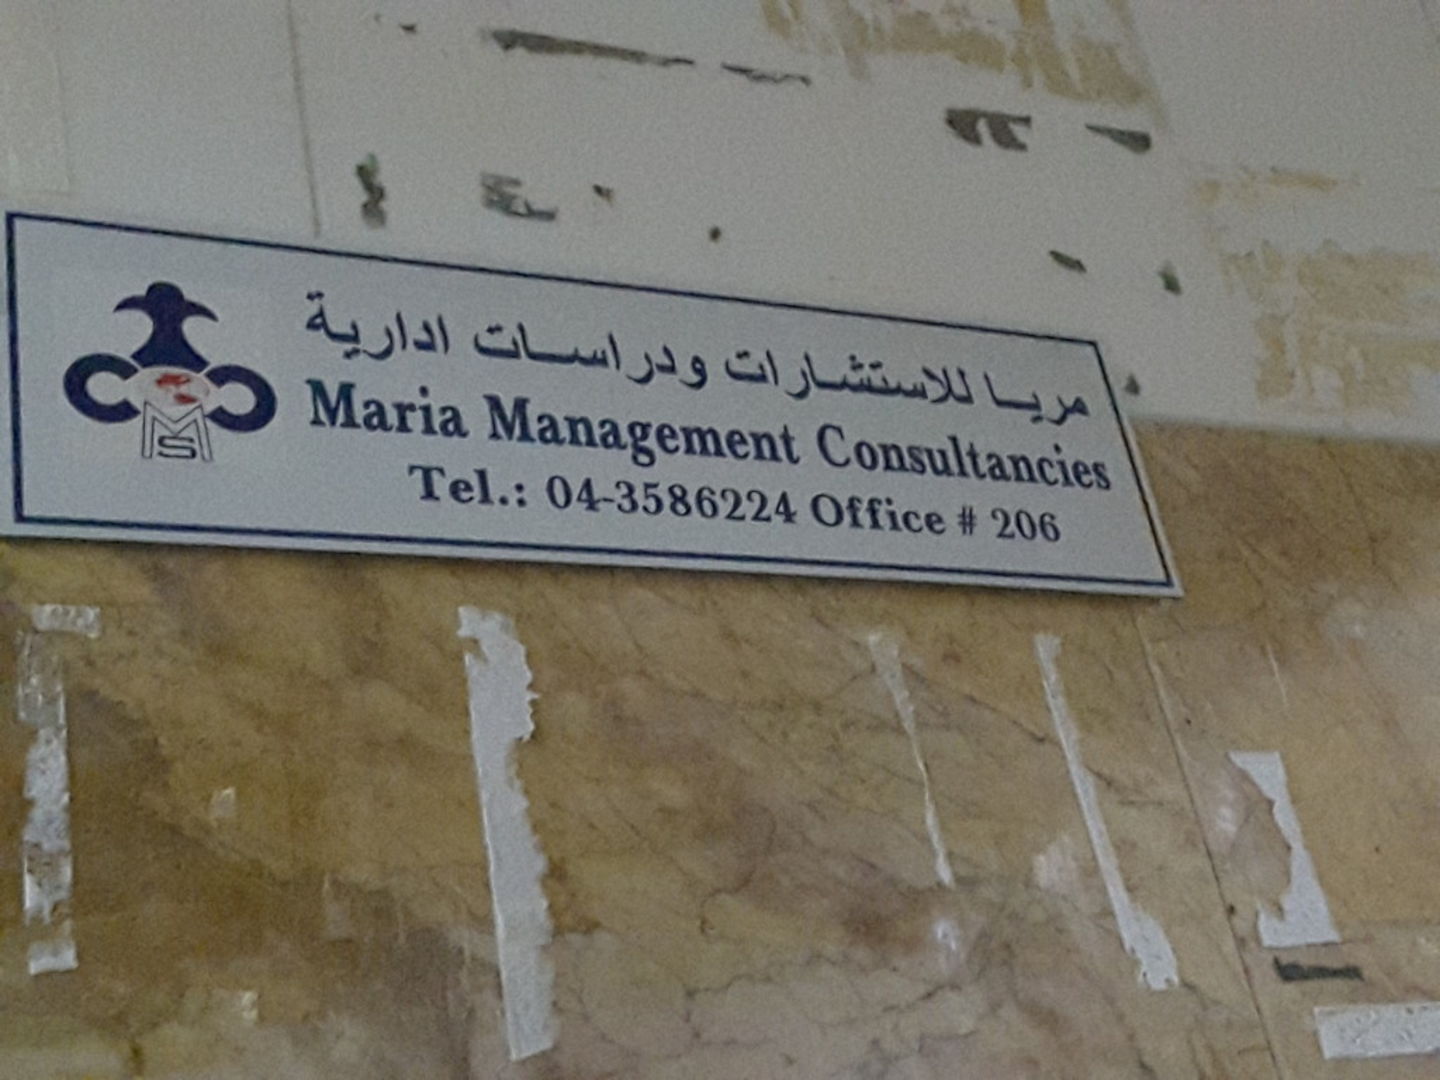 مريا للاستشارات ودراسات ادارية
Maria Management Consultancies
Tel.: 04-3586224 Office # 206